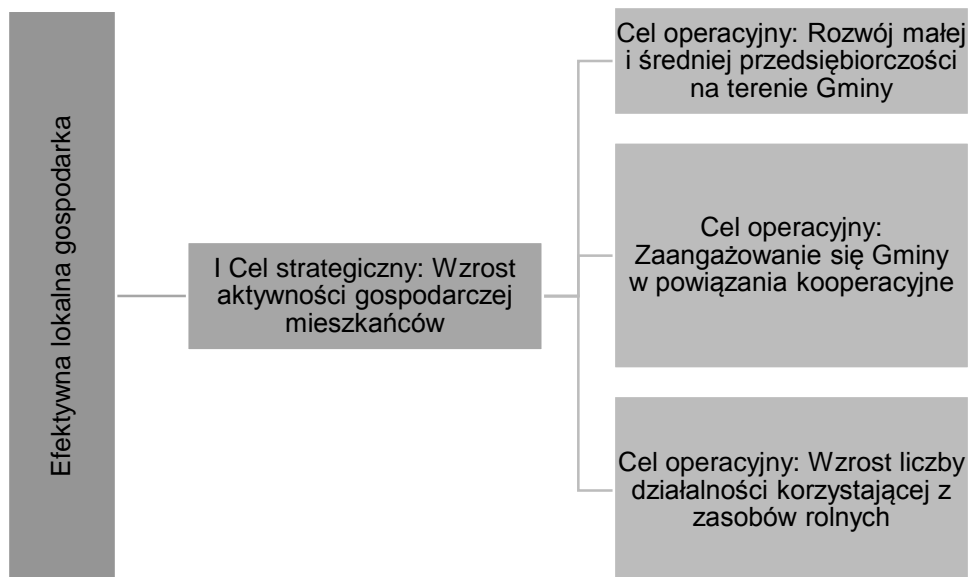 Efektywna lokalna gospodarka
I Cel strategiczny: Wzrost
aktywności gospodarczej
mieszkańców
Cel operacyjny: Rozwój małej
i średniej przedsiębiorczości
na terenie Gminy
Cel operacyjny:
Zaangażowanie się Gminy
w powiązania kooperacyjne
Cel operacyjny: Wzrost liczby
działalności korzystającej z
zasobów rolnych